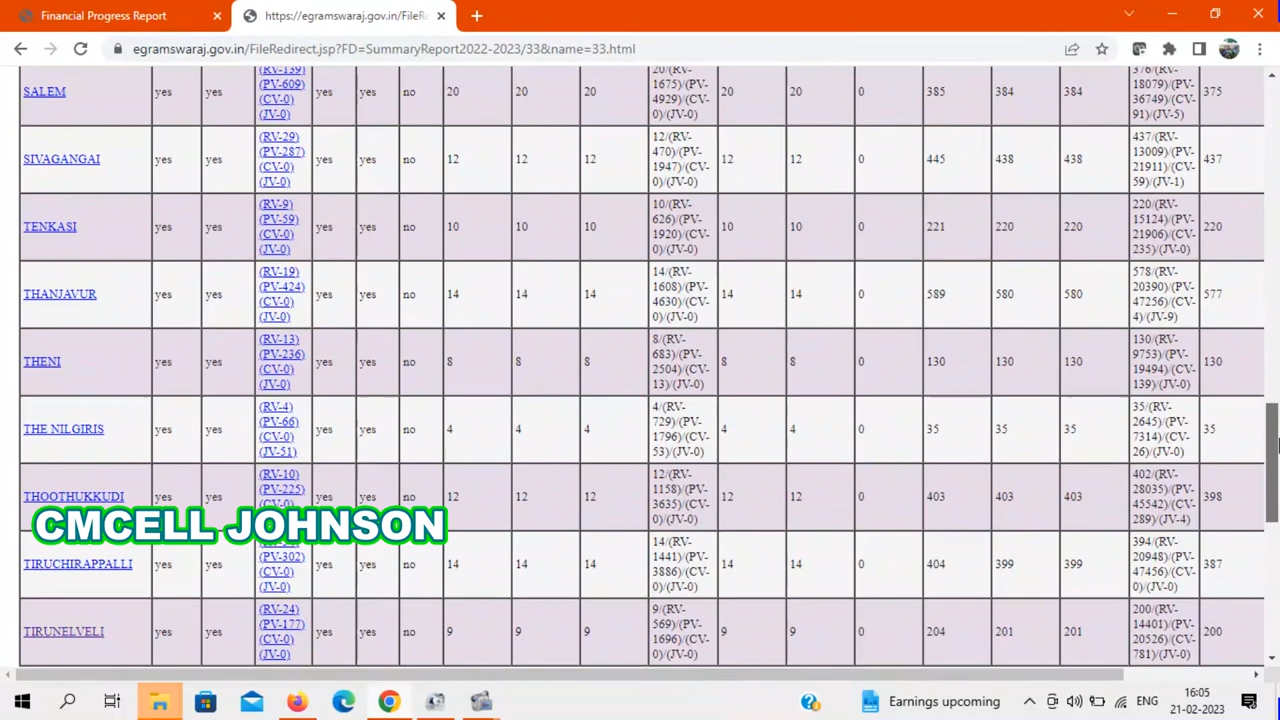 Financial Progress Report
https://egramswaraj.gov.in/FileRe
egramswaraj.gov.in/FileRedirect.jsp?FD=SummaryReport2022-2023/33&name=33.html
SALEM yes yes (RV-139) (PV-609) (CV-0) (JV-0) yes yes no 20 20 20 20/(RV-1675)/(PV-4929)/(CV-0)/(JV-0) 20 20 0 385 384 384 376/(RV-18079)/(PV-36749)/(CV-91)/(JV-5) 375
SIVAGANGAI yes yes (RV-29) (PV-287) (CV-0) (JV-0) yes yes no 12 12 12 12/(RV-470)/(PV-1947)/(CV-0)/(JV-0) 12 12 0 445 438 438 437/(RV-13009)/(PV-21911)/(CV-59)/(JV-1) 437
TENKASI yes yes (RV-9) (PV-59) (CV-0) (JV-0) yes yes no 10 10 10 10/(RV-626)/(PV-1920)/(CV-0)/(JV-0) 10 10 0 221 220 220 220/(RV-15124)/(PV-21906)/(CV-235)/(JV-0) 220
THANJAVUR yes yes (RV-19) (PV-424) (CV-0) (JV-0) yes yes no 14 14 14 14/(RV-1608)/(PV-4630)/(CV-0)/(JV-0) 14 14 0 589 580 580 578/(RV-20390)/(PV-47256)/(CV-4)/(JV-9) 577
THENI yes yes (RV-13) (PV-236) (CV-0) (JV-0) yes yes no 8 8 8 8/(RV-683)/(PV-2504)/(CV-13)/(JV-0) 8 8 0 130 130 130 130/(RV-9753)/(PV-19494)/(CV-139)/(JV-0) 130
THE NILGIRIS yes yes (RV-4) (PV-66) (CV-0) (JV-51) yes yes no 4 4 4 4/(RV-729)/(PV-1796)/(CV-53)/(JV-0) 4 4 0 35 35 35 35/(RV-2645)/(PV-7314)/(CV-26)/(JV-0) 35
THOOTHUKKUDI yes yes (RV-10) (PV-225) yes yes no 12 12 12 12/(RV-1158)/(PV-3635)/(CV-0)/(JV-0) 12 12 0 403 403 403 402/(RV-28035)/(PV-45542)/(CV-289)/(JV-4) 398
CMCELL JOHNSON
TIRUCHIRAPPALLI yes yes (PV-302) (CV-0) (JV-0) yes yes no 14 14 14 14/(RV-1441)/(PV-3886)/(CV-0)/(JV-0) 14 14 0 404 399 399 394/(RV-20948)/(PV-47456)/(CV-0)/(JV-0) 387
TIRUNELVELI yes yes (RV-24) (PV-177) (CV-0) (JV-0) yes yes no 9 9 9 9/(RV-569)/(PV-1696)/(CV-0)/(JV-0) 9 9 0 204 201 201 200/(RV-14401)/(PV-20526)/(CV-781)/(JV-0) 200
Earnings upcoming
ENG
16:05
21-02-2023